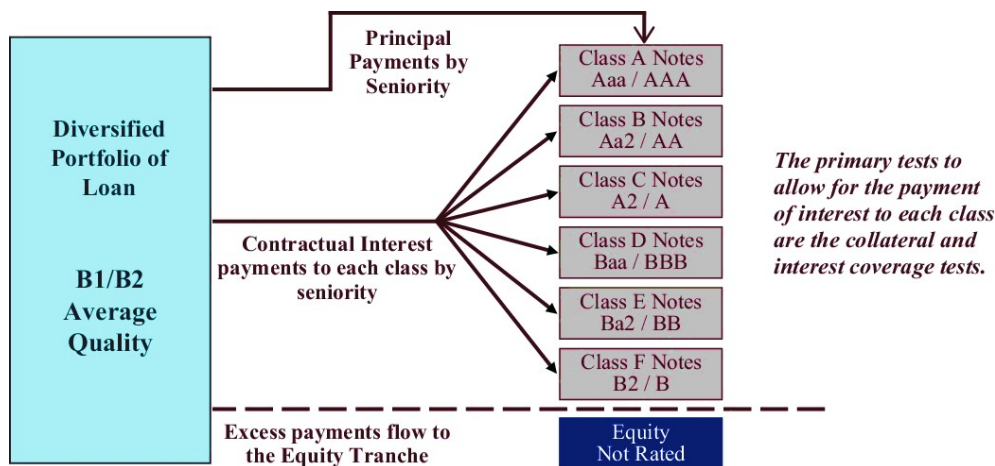 Diversified
Portfolio of
Loan
B1/B2
Average
Quality
Principal
Payments by
Seniority
Contractual Interest
payments to each class by
seniority
Class A Notes
Aaa / AAA
Class B Notes
Aa2 / AA
Class C Notes
A2 / A
Class D Notes
Baa / BBB
Class E Notes
Ba2 / BB
Class F Notes
B2 / B
The primary tests to
allow for the payment
of interest to each class
are the collateral and
interest coverage tests.
Excess payments flow to
the Equity Tranche
Equity
Not Rated